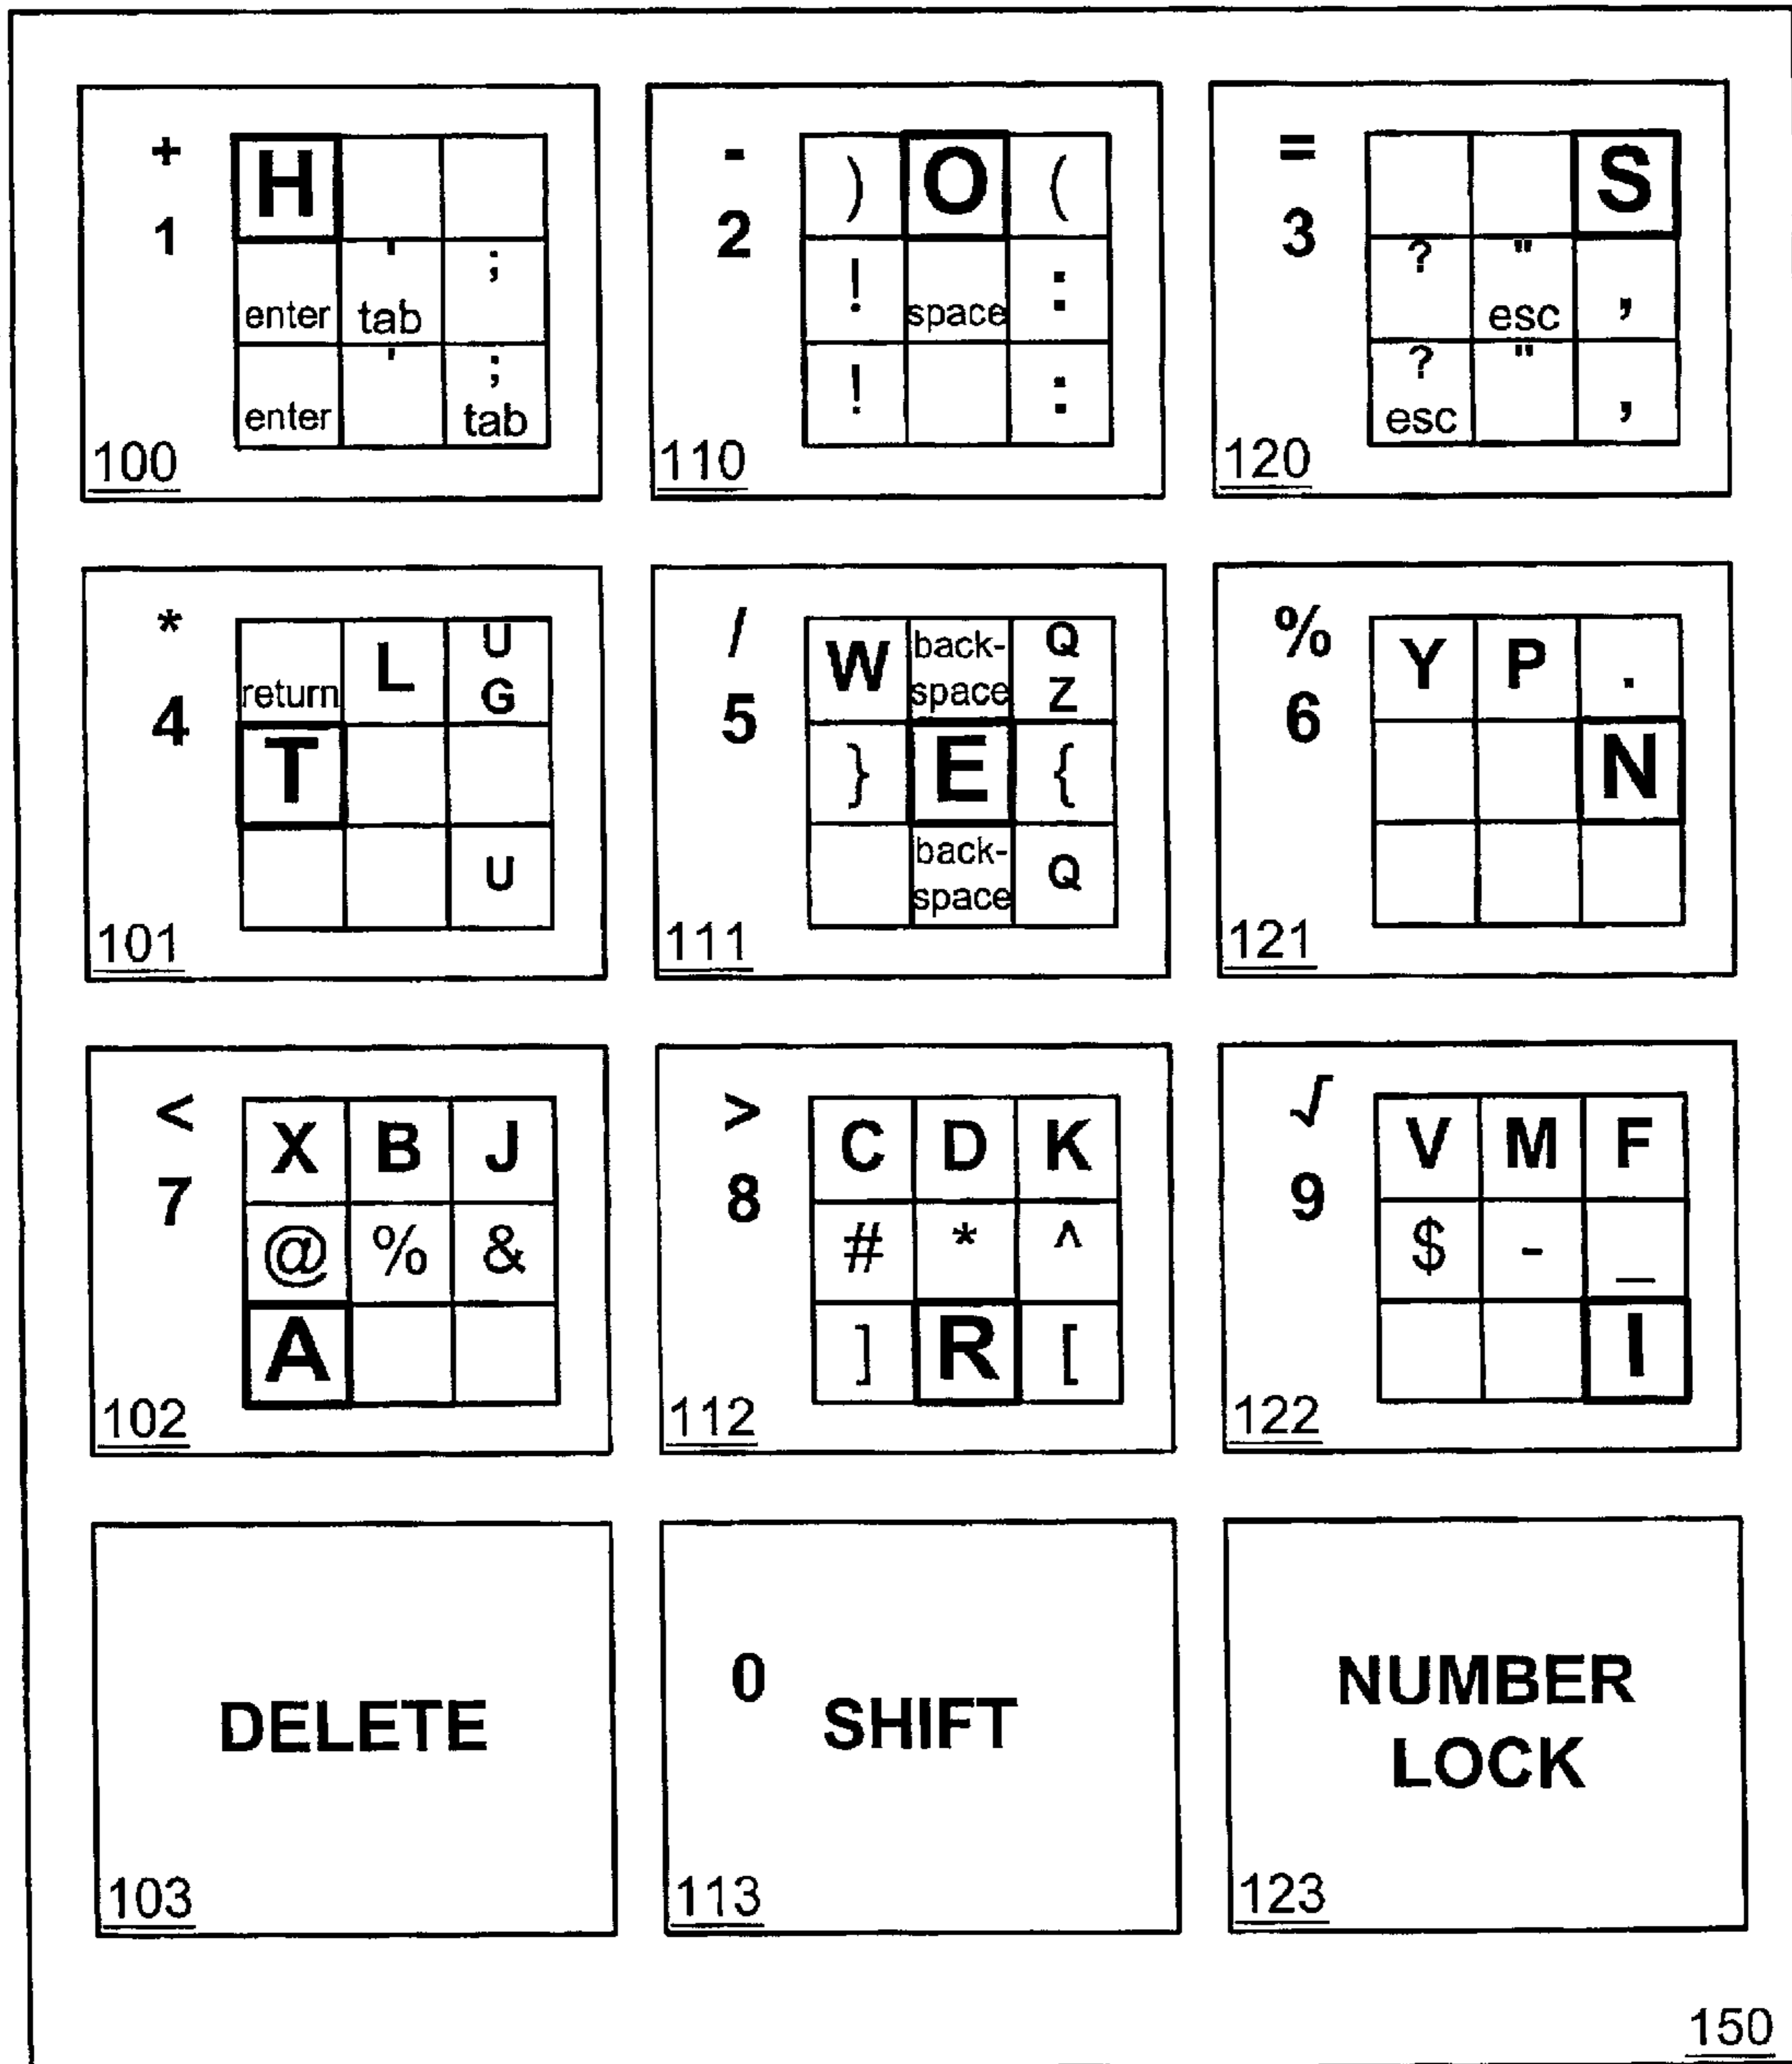 +
1
H
enter ' tab ;
enter ' ; tab
100
-
2
) O (
! space :
! :
110
=
3
S
? " esc ,
? esc " ,
120
*
4
return L U G
T
U
101
/
5
W back-space Q Z
} E {
back-space Q
111
%
6
Y P .
N
121
<
7
X B J
@ % &
A
102
>
8
C D K
# * ^
] R [
112
√
9
V M F
$ - _
I
122
DELETE
103
0
SHIFT
113
NUMBER
LOCK
123
150